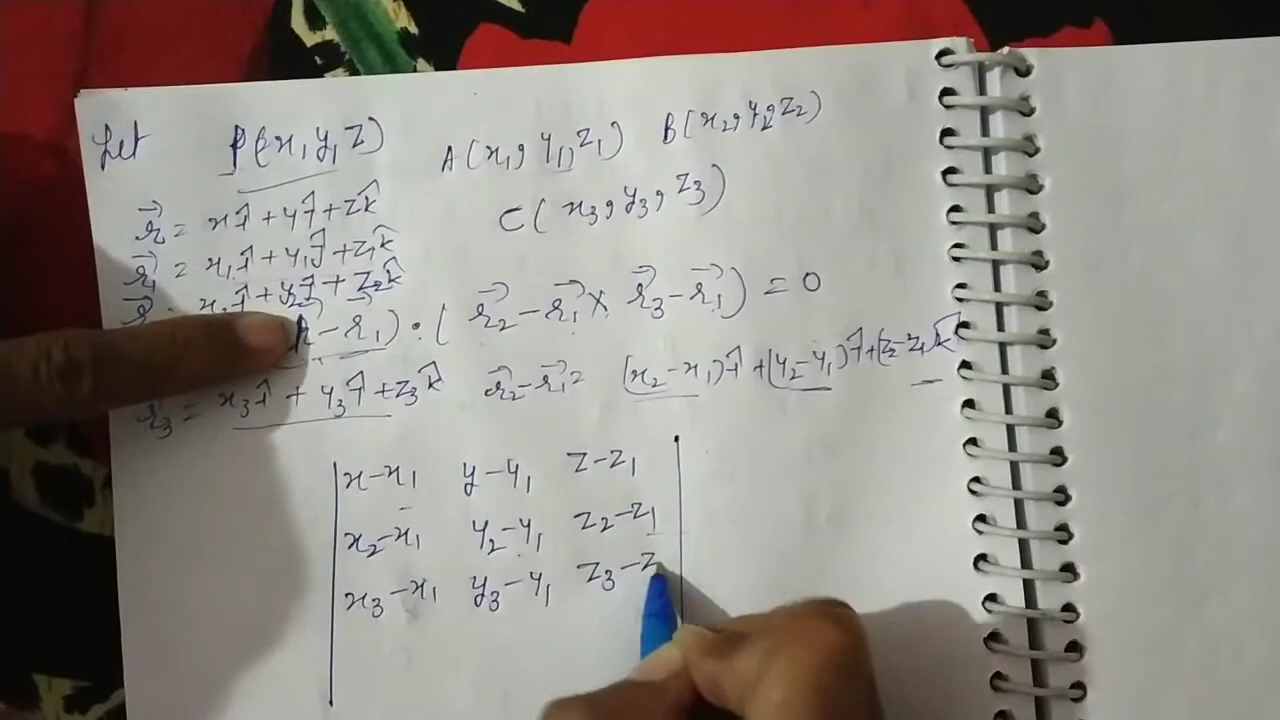 Let P(x, y, z) A(x₁, y₁, z₁) B(x₂, y₂, z₂)
C(x₃, y₃, z₃)
r⃗ = xî + yĵ + zk̂
r⃗₁ = x₁î + y₁ĵ + z₁k̂
x₂î + y₂ĵ + z₂k̂
- r⃗₁) · (r⃗₂ - r⃗₁ × r⃗₃ - r⃗₁) = 0
r⃗₃ = x₃î + y₃ĵ + z₃k̂ r⃗₂ - r⃗₁ = (x₂ - x₁)î + (y₂ - y₁)ĵ + (z₂ - z₁)k̂
x - x₁ y - y₁ z - z₁
x₂ - x₁ y₂ - y₁ z₂ - z₁
x₃ - x₁ y₃ - y₁ z₃ - z